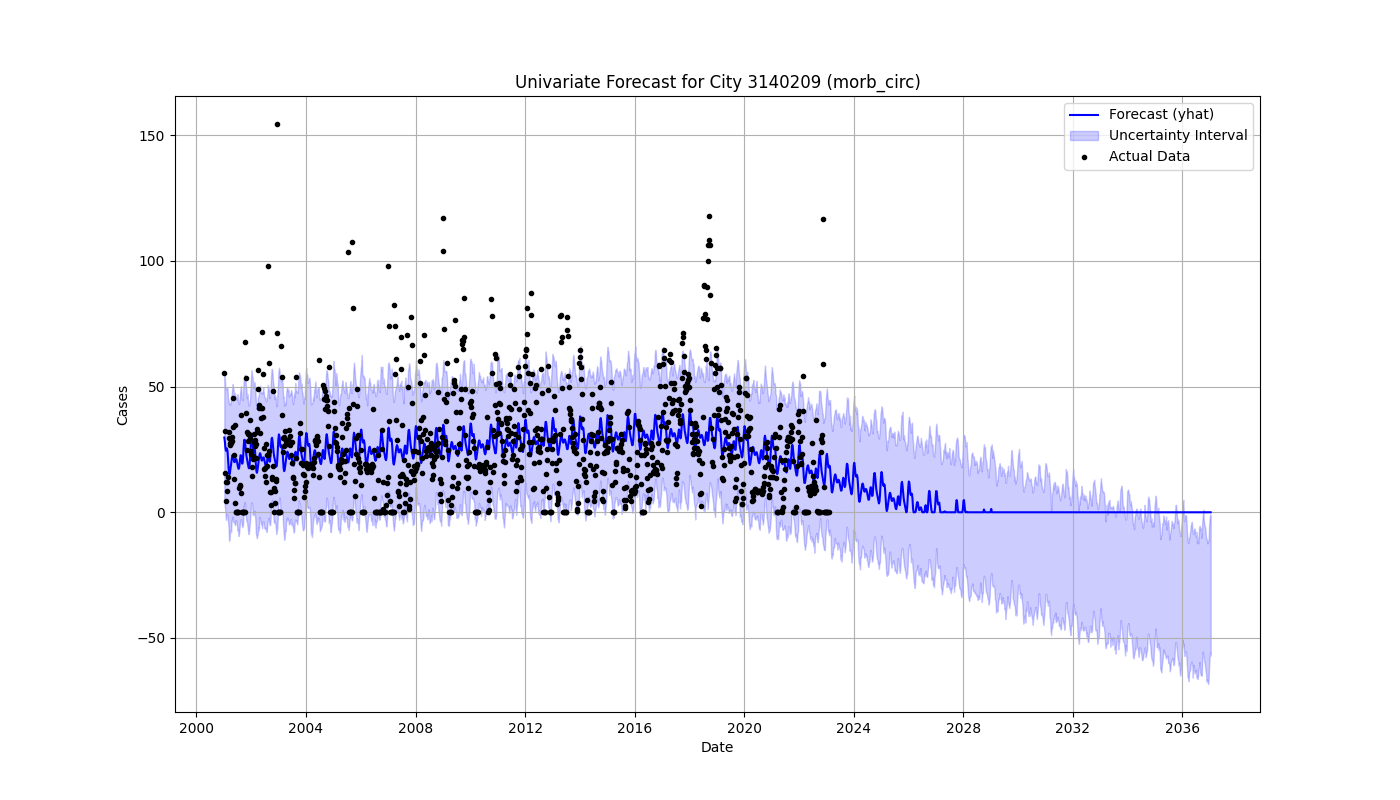 Univariate Forecast for City 3140209 (morb_circ)
Forecast (yhat)
Uncertainty Interval
Actual Data
150
100
50
0
−50
Cases
2000 2004 2008 2012 2016 2020 2024 2028 2032 2036
Date